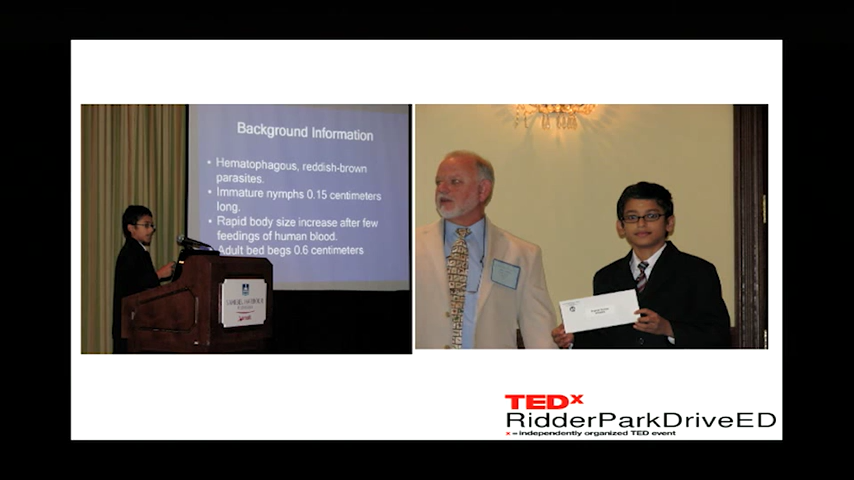 Background Information
• Hematophagous, reddish-brown
parasites.
• Immature nymphs 0.15 centimeters
long.
• Rapid body size increase after few
feedings of human blood.
• Adult bed begs 0.6 centimeters
TEDx
RidderParkDriveED
x = independently organized TED event